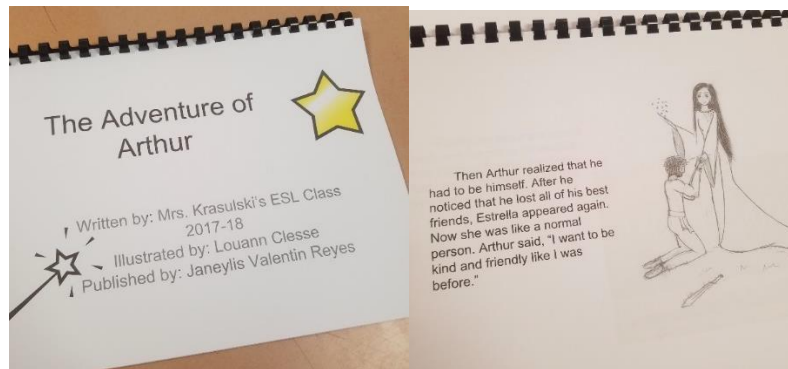 The Adventure of
Arthur
Written by: Mrs. Krasulski's ESL Class
2017-18
Illustrated by: Louann Clesse
Published by: Janeylis Valentin Reyes
Then Arthur realized that he
had to be himself. After he
noticed that he lost all of his best
friends, Estrella appeared again.
Now she was like a normal
person. Arthur said, "I want to be
kind and friendly like I was
before."